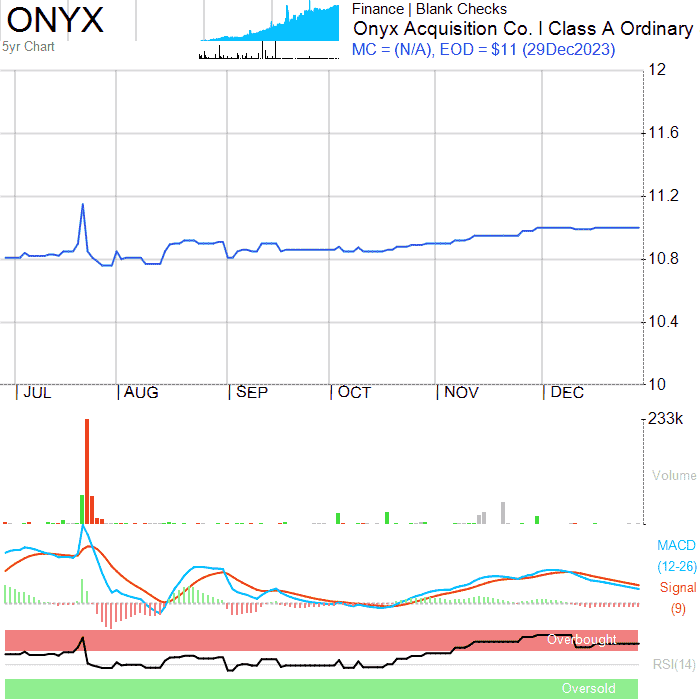 ONYX
5yr Chart
Finance | Blank Checks
Onyx Acquisition Co. I Class A Ordinary
MC = (N/A), EOD = $11 (29Dec2023)
12
11.6
11.2
10.8
10.4
10
JUL AUG SEP OCT NOV DEC
233k
Volume
MACD
(12-26)
Signal
(9)
Overbought
RSI(14)
Oversold